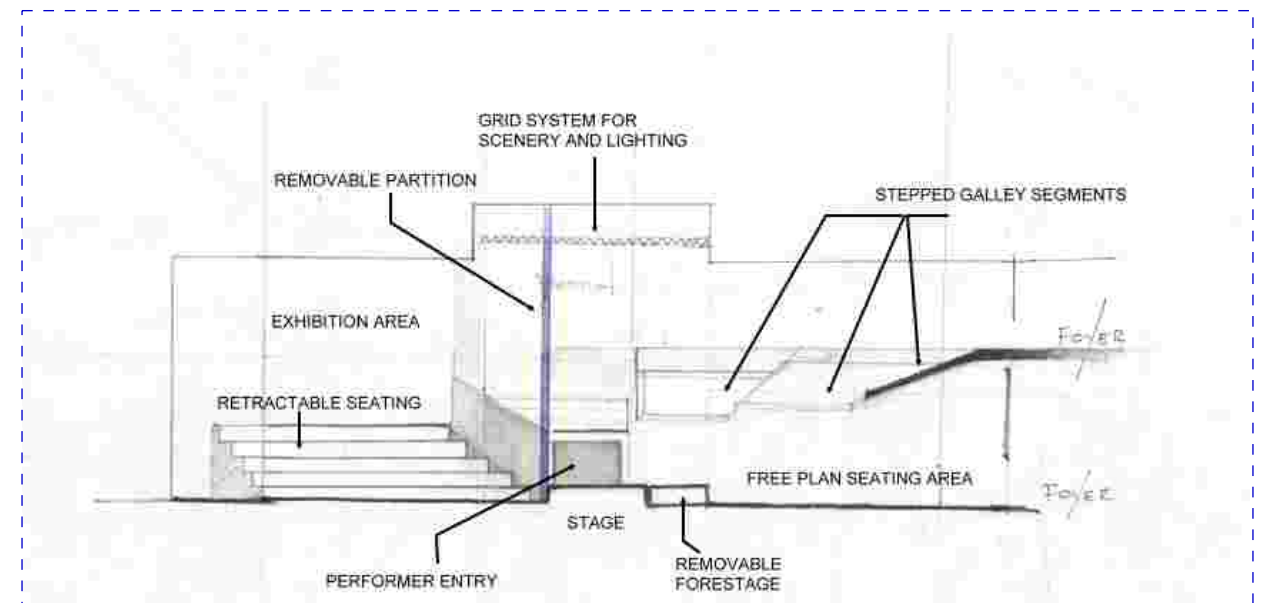 GRID SYSTEM FOR
SCENERY AND LIGHTING
REMOVABLE PARTITION
STEPPED GALLEY SEGMENTS
EXHIBITION AREA
FOYER
RETRACTABLE SEATING
FREE PLAN SEATING AREA
FOYER
STAGE
PERFORMER ENTRY
REMOVABLE
FORESTAGE